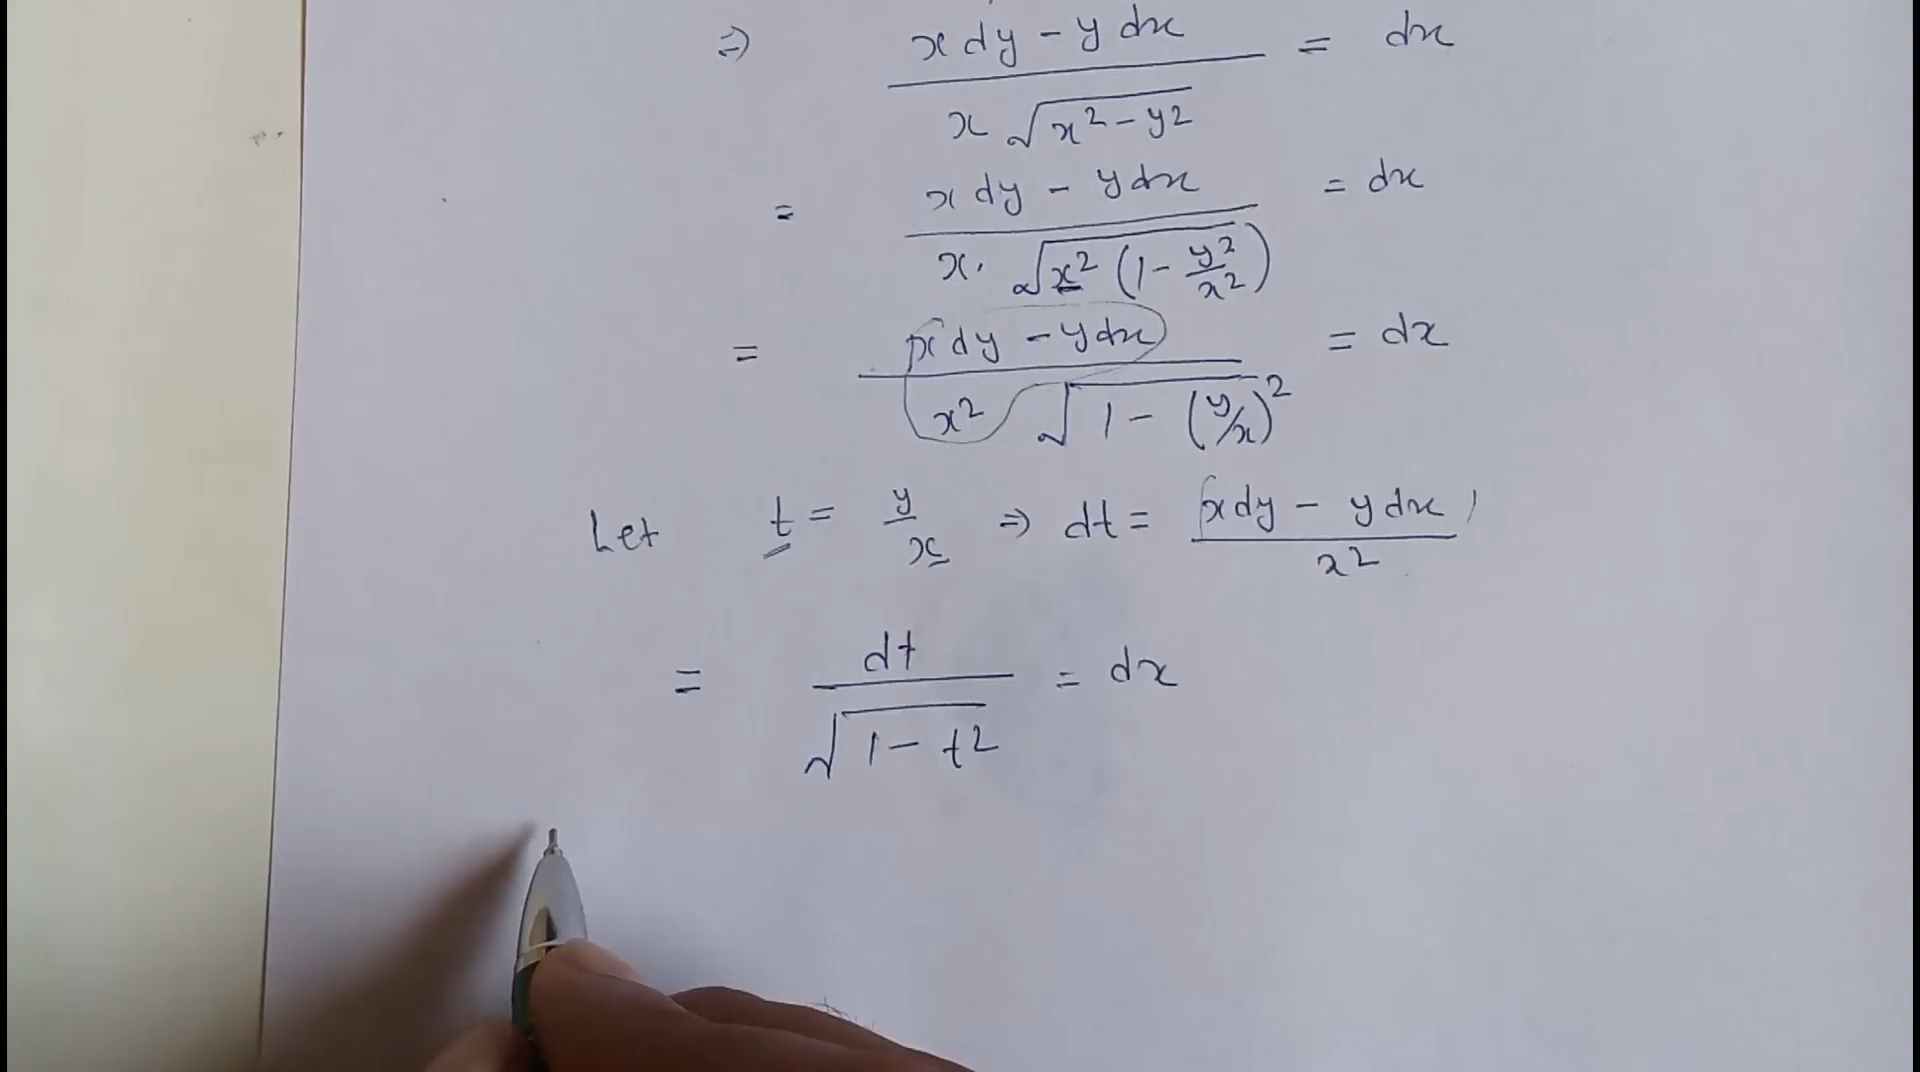 ⇒ (x dy - y dx) / (x √(x² - y²)) = dx
= (x dy - y dx) / (x. √(x² (1 - y²/x²))) = dx
= (x dy - y dx) / (x² √(1 - (y/x)²)) = dx
Let t = y/x ⇒ dt = (x dy - y dx) / x²
= dt / √(1 - t²) = dx